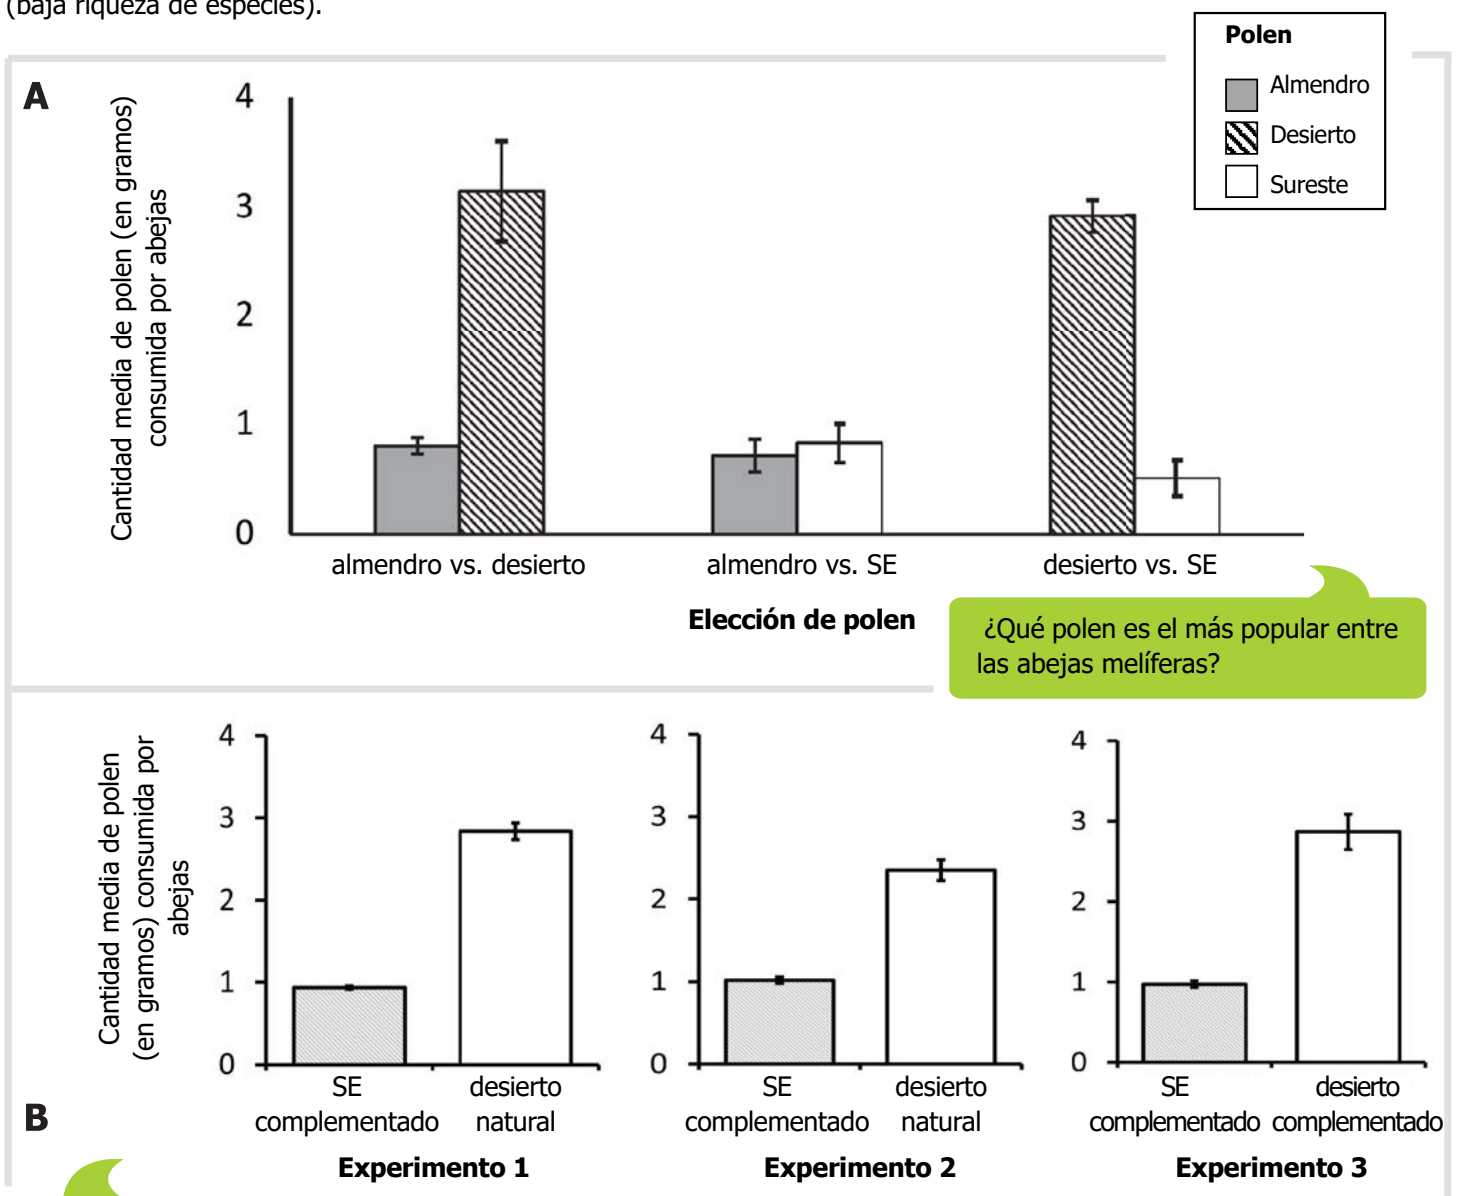 (baja riqueza de especies).
Polen
Almendro
Desierto
Sureste
A
Cantidad media de polen (en gramos)
consumida por abejas
4
3
2
1
0
almendro vs. desierto
almendro vs. SE
desierto vs. SE
Elección de polen
¿Qué polen es el más popular entre
las abejas melíferas?
Cantidad media de polen
(en gramos) consumida por
abejas
4
3
2
1
0
SE
complementado
desierto
natural
Experimento 1
4
3
2
1
0
SE
complementado
desierto
natural
Experimento 2
4
3
2
1
0
SE
complementado
desierto
complementado
Experimento 3
B